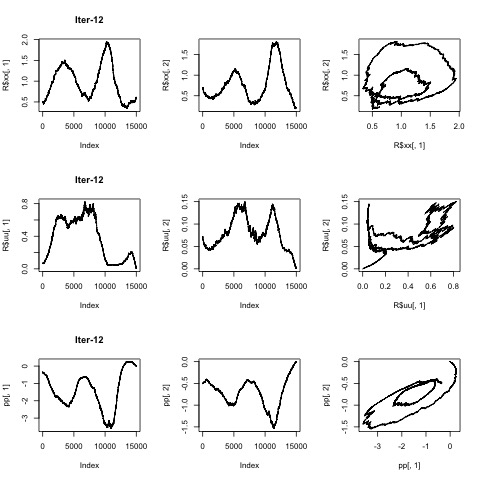 Iter-12
R$xx[, 1]
0.5 1.0 1.5 2.0
0 5000 10000 15000
Index
R$xx[, 2]
0.5 1.0 1.5
0 5000 10000 15000
Index
R$xx[, 2]
0.5 1.0 1.5
0.5 1.0 1.5 2.0
R$xx[, 1]
Iter-12
R$uu[, 1]
0.0 0.4 0.8
0 5000 10000 15000
Index
R$uu[, 2]
0.00 0.05 0.10 0.15
0 5000 10000 15000
Index
R$uu[, 2]
0.00 0.05 0.10 0.15
0.0 0.2 0.4 0.6 0.8
R$uu[, 1]
Iter-12
pp[, 1]
-3 -2 -1 0
0 5000 10000 15000
Index
pp[, 2]
-1.5 -1.0 -0.5 0.0
0 5000 10000 15000
Index
pp[, 2]
-1.5 -1.0 -0.5 0.0
-3 -2 -1 0
pp[, 1]